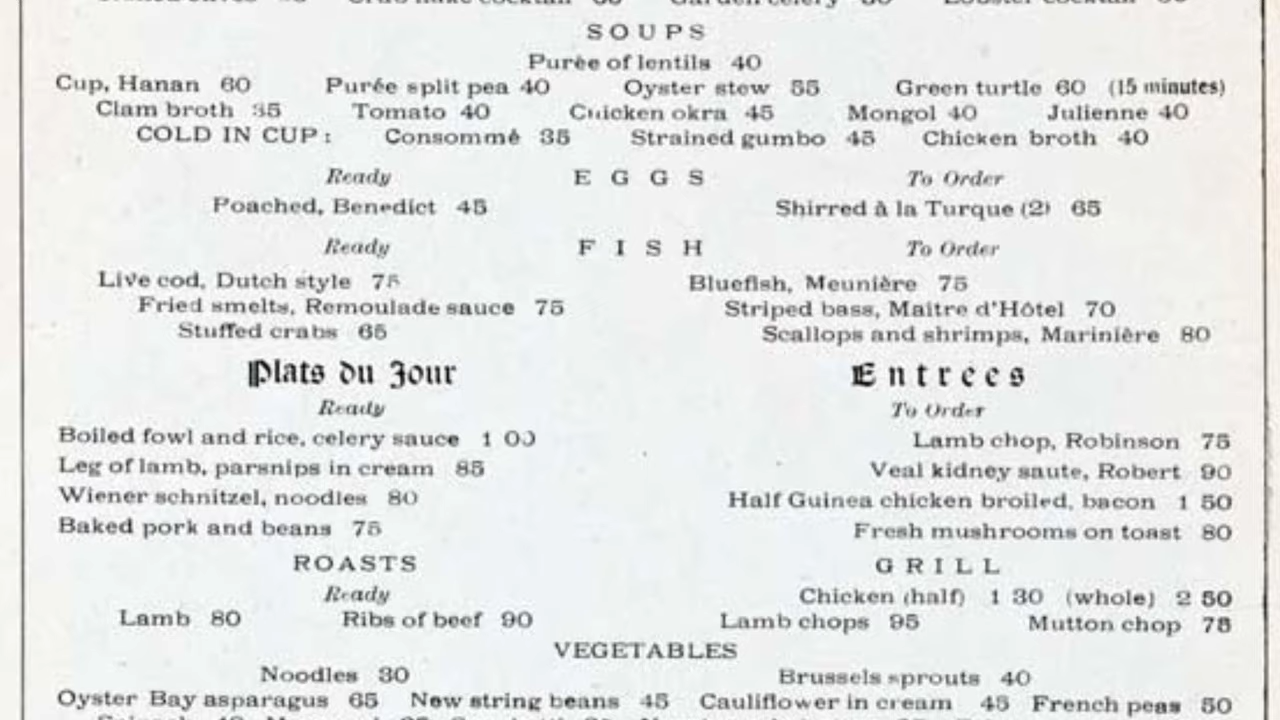 SOUPS
Purée of lentils 40
Cup, Hanan 60 Purée split pea 40 Oyster stew 55 Green turtle 60 (15 minutes)
Clam broth 35 Tomato 40 Chicken okra 45 Mongol 40 Julienne 40
COLD IN CUP: Consommé 35 Strained gumbo 45 Chicken broth 40
Ready EGGS To Order
Poached, Benedict 45 Shirred à la Turque (2) 65
Ready FISH To Order
Live cod, Dutch style 75 Bluefish, Meunière 75
Fried smelts, Remoulade sauce 75 Striped bass, Maitre d'Hôtel 70
Stuffed crabs 65 Scallops and shrimps, Marinière 80
Plats du Jour Entrees
Ready To Order
Boiled fowl and rice, celery sauce 1 00 Lamb chop, Robinson 75
Leg of lamb, parsnips in cream 85 Veal kidney saute, Robert 90
Wiener schnitzel, noodles 80 Half Guinea chicken broiled, bacon 1 50
Baked pork and beans 75 Fresh mushrooms on toast 80
ROASTS GRILL
Ready Chicken (half) 1 30 (whole) 2 50
Lamb 80 Ribs of beef 90 Lamb chops 95 Mutton chop 75
VEGETABLES
Noodles 30 Brussels sprouts 40
Oyster Bay asparagus 65 New string beans 45 Cauliflower in cream 45 French peas 50